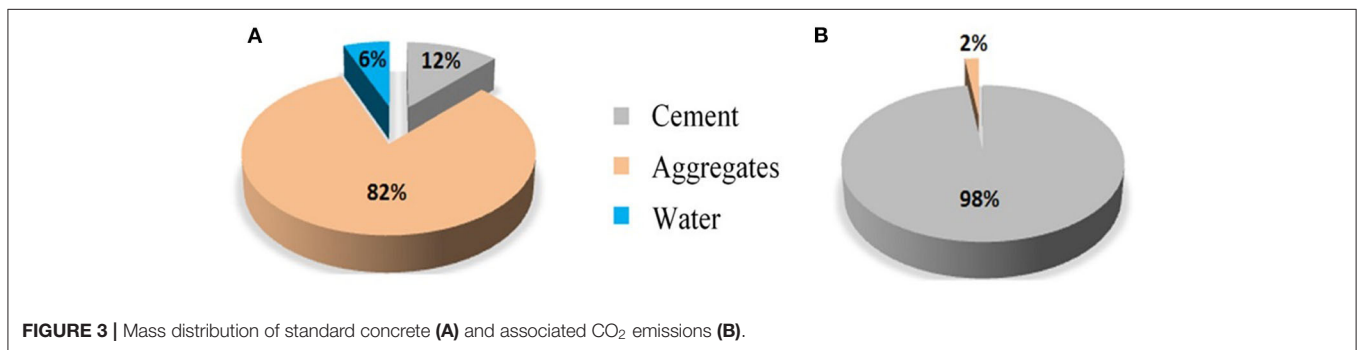 A
6%
12%
82%
Cement
Aggregates
Water
B
2%
98%
FIGURE 3 | Mass distribution of standard concrete (A) and associated CO₂ emissions (B).